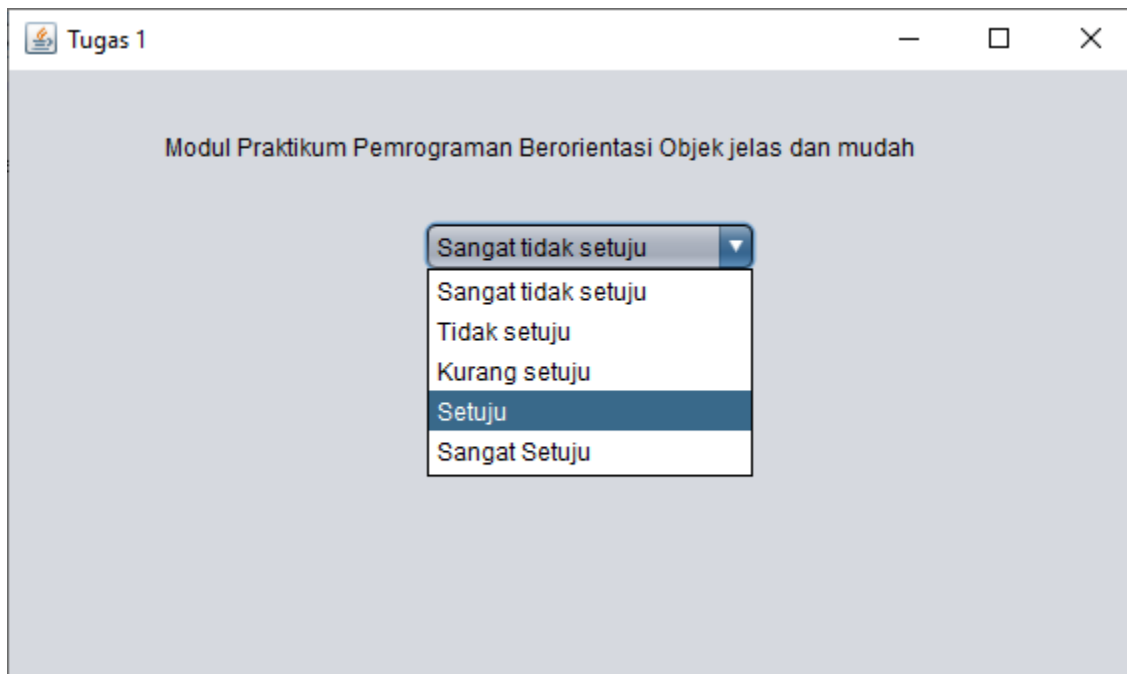 Tugas 1
Modul Praktikum Pemrograman Berorientasi Objek jelas dan mudah
Sangat tidak setuju
Sangat tidak setuju
Tidak setuju
Kurang setuju
Setuju
Sangat Setuju